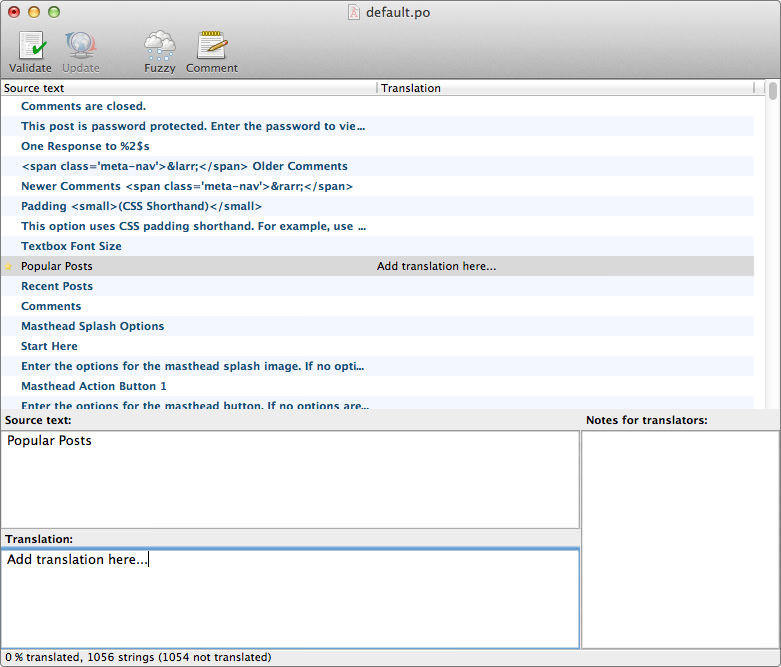 default.po
Validate Update Fuzzy Comment
Source text Translation
Comments are closed.
This post is password protected. Enter the password to vie...
One Response to %2$s
<span class='meta-nav'>&larr;</span> Older Comments
Newer Comments <span class='meta-nav'>&rarr;</span>
Padding <small>(CSS Shorthand)</small>
This option uses CSS padding shorthand. For example, use ...
Textbox Font Size
Popular Posts Add translation here...
Recent Posts
Comments
Masthead Splash Options
Start Here
Enter the options for the masthead splash image. If no opti...
Masthead Action Button 1
Enter the options for the masthead button. If no options are...
Source text: Notes for translators:
Popular Posts
Translation:
Add translation here...
0 % translated, 1056 strings (1054 not translated)